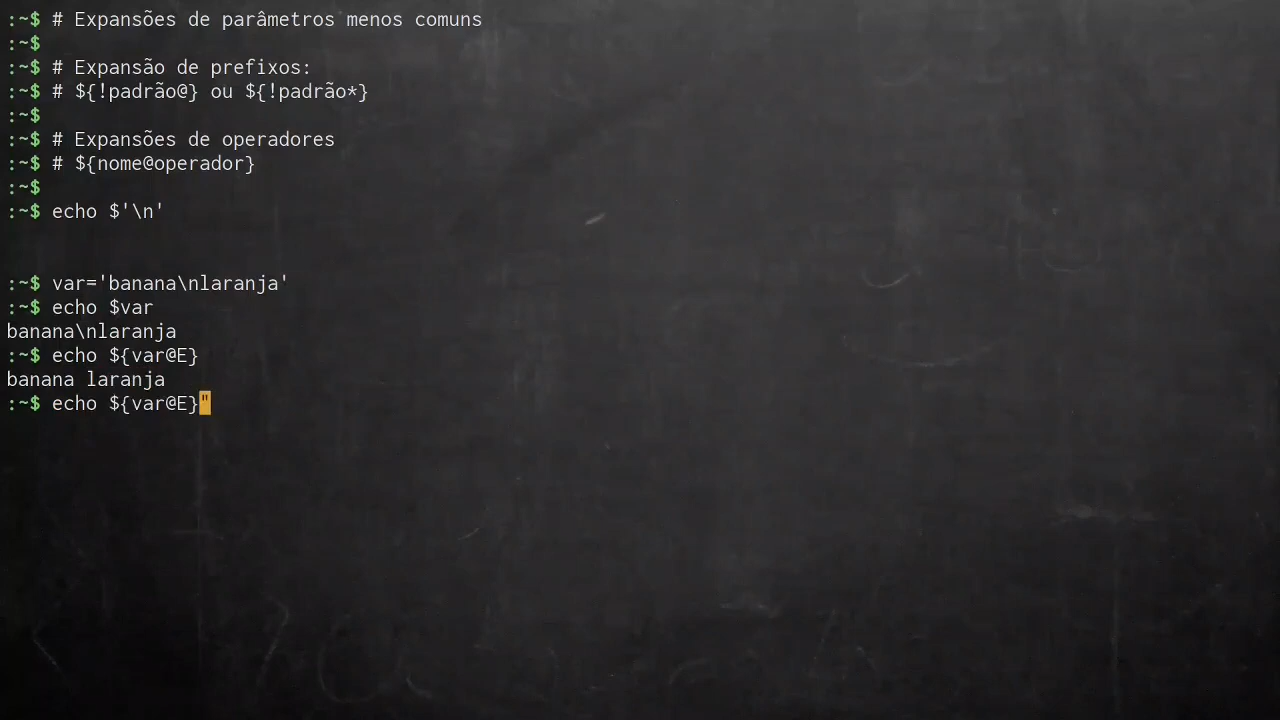 :~$ # Expansões de parâmetros menos comuns
:~$
:~$ # Expansão de prefixos:
:~$ # ${!padrão@} ou ${!padrão*}
:~$
:~$ # Expansões de operadores
:~$ # ${nome@operador}
:~$
:~$ echo $'\n'
:~$ var='banana\nlaranja'
:~$ echo $var
banana\nlaranja
:~$ echo ${var@E}
banana laranja
:~$ echo ${var@E}"